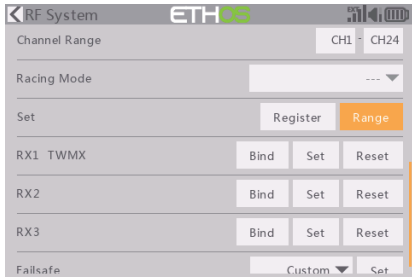 RF System ETHOS
Channel Range CH1 - CH24
Racing Mode ---
Set Register Range
RX1 TWMX Bind Set Reset
RX2 Bind Set Reset
RX3 Bind Set Reset
Failsafe Custom Set